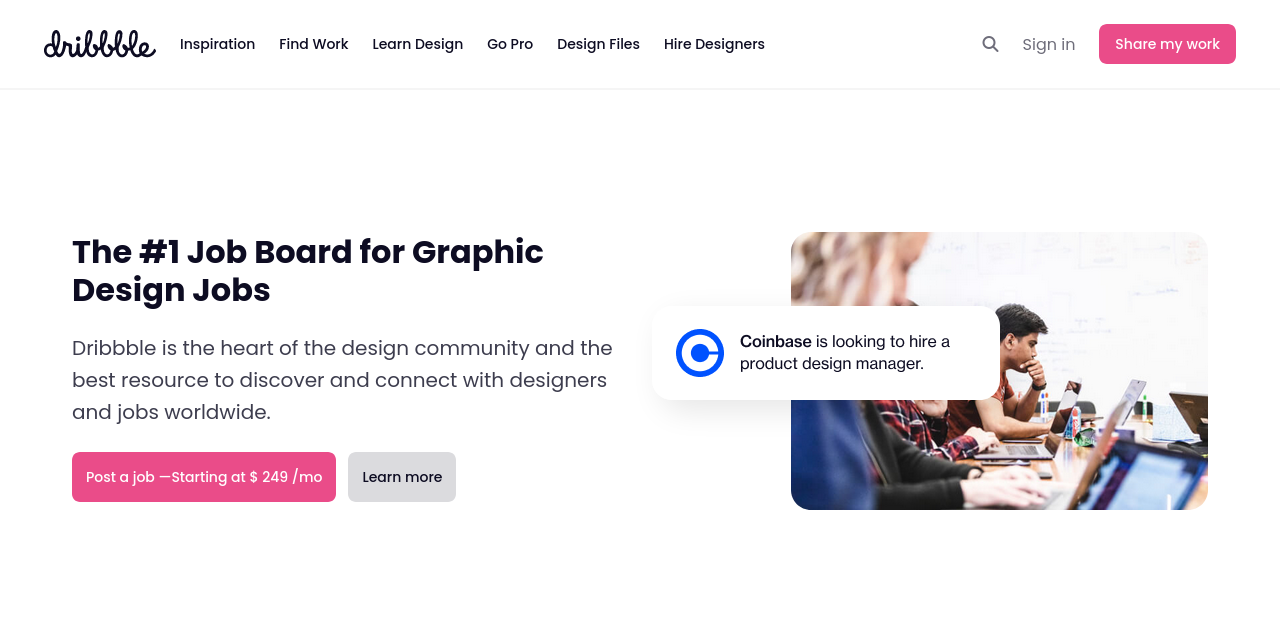 dribbble
Inspiration
Find Work
Learn Design
Go Pro
Design Files
Hire Designers
Sign in
Share my work
The #1 Job Board for Graphic
Design Jobs
Dribbble is the heart of the design community and the
best resource to discover and connect with designers
and jobs worldwide.
Post a job —Starting at $ 249 /mo
Learn more
Coinbase is looking to hire a
product design manager.